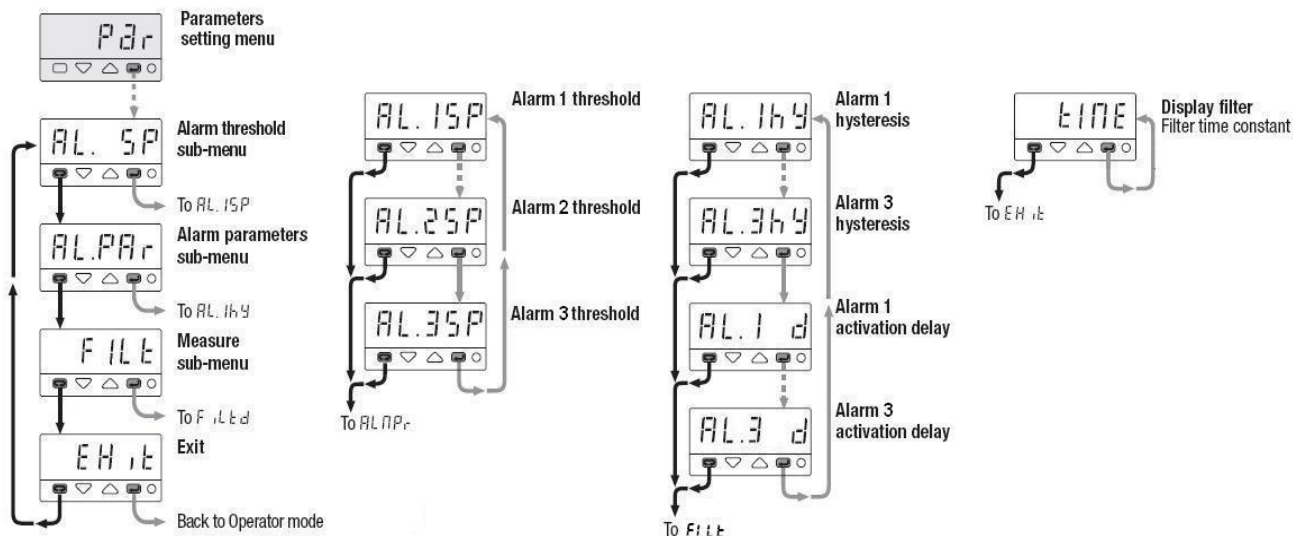 PAr
Parameters
setting menu
AL. SP
Alarm threshold
sub-menu
To AL.1SP
AL.PAr
Alarm parameters
sub-menu
To AL.1hY
FILt
Measure
sub-menu
To FiLtd
EHit
Exit
Back to Operator mode
AL.1SP
Alarm 1 threshold
AL.2SP
Alarm 2 threshold
AL.3SP
Alarm 3 threshold
To ALMPr
AL.1hY
Alarm 1
hysteresis
AL.3hY
Alarm 3
hysteresis
AL.1 d
Alarm 1
activation delay
AL.3 d
Alarm 3
activation delay
To FILt
tIME
Display filter
Filter time constant
To EHit